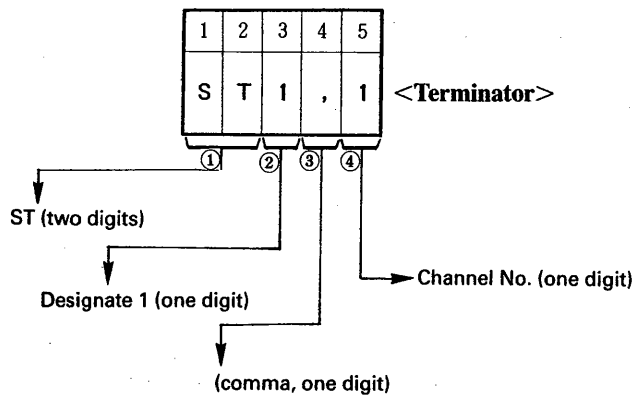 1 2 3 4 5
S T 1 , 1 <Terminator>
① ② ③ ④
ST (two digits)
Channel No. (one digit)
Designate 1 (one digit)
(comma, one digit)